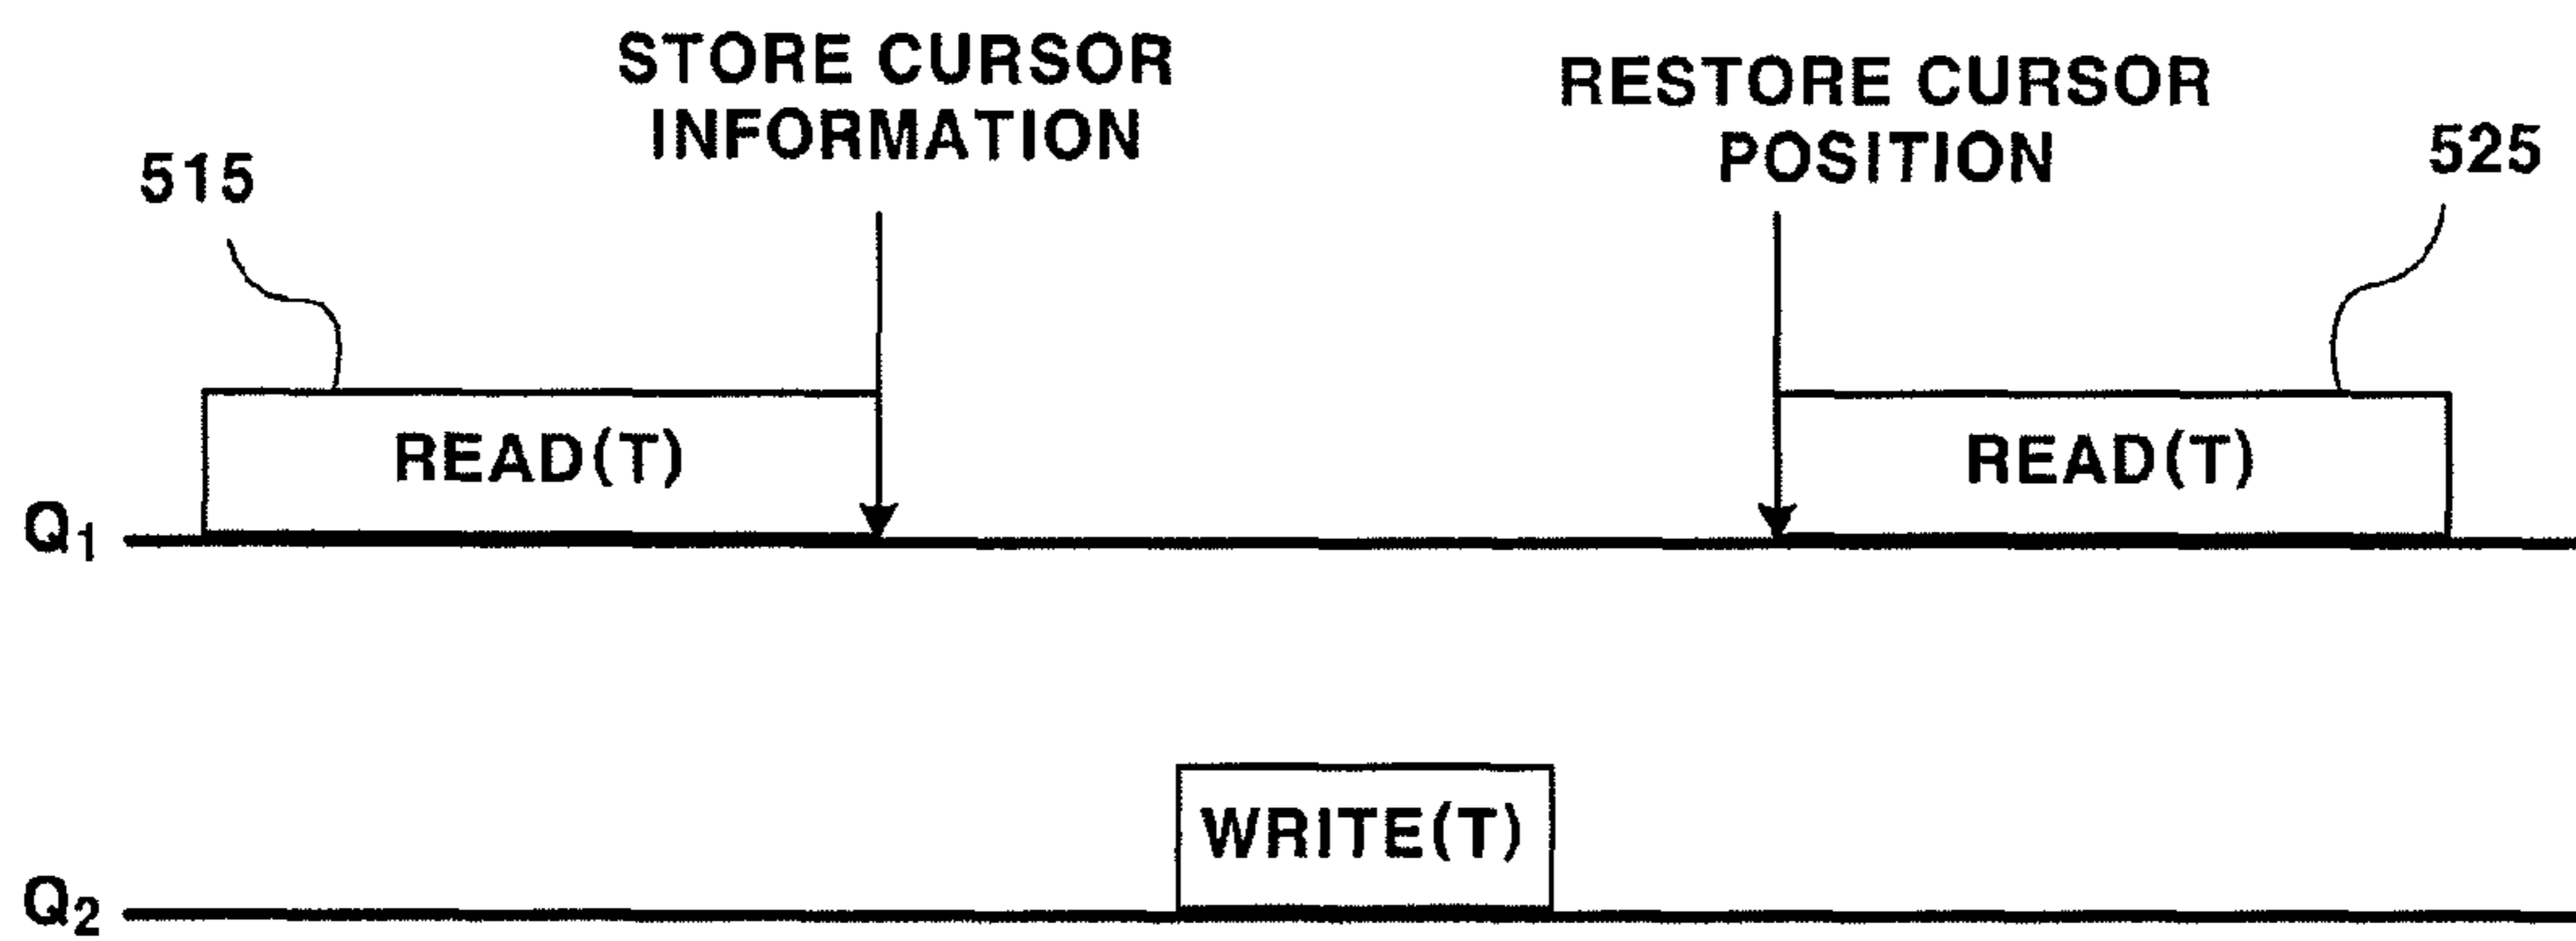 STORE CURSOR
INFORMATION
RESTORE CURSOR
POSITION
515
525
READ(T)
READ(T)
Q1
WRITE(T)
Q2